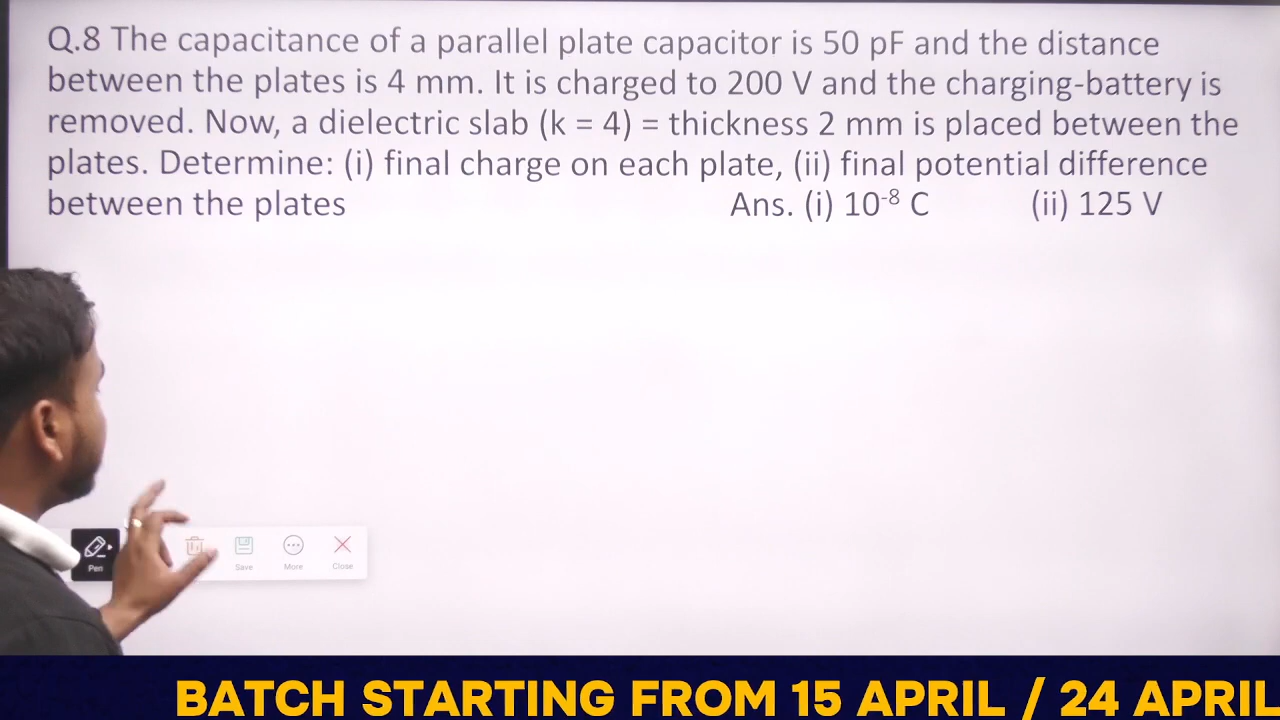 Q.8 The capacitance of a parallel plate capacitor is 50 pF and the distance
between the plates is 4 mm. It is charged to 200 V and the charging-battery is
removed. Now, a dielectric slab (k = 4) = thickness 2 mm is placed between the
plates. Determine: (i) final charge on each plate, (ii) final potential difference
between the plates Ans. (i) 10⁻⁸ C (ii) 125 V
Pen Save More Close
BATCH STARTING FROM 15 APRIL / 24 APRIL